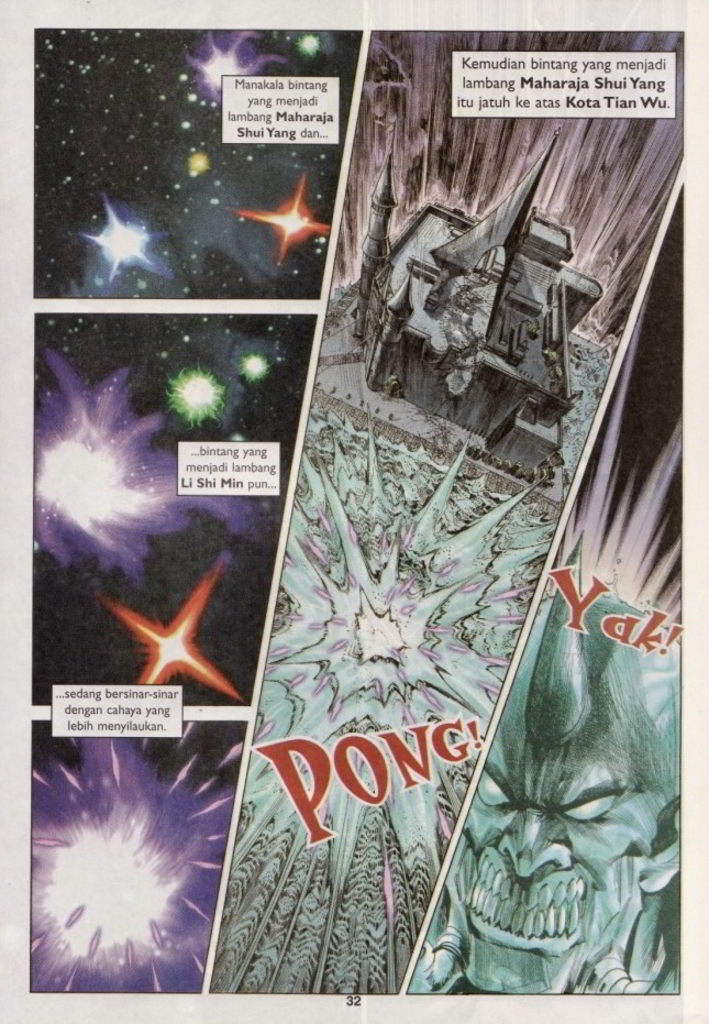 Manakala bintang
yang menjadi
lambang Maharaja
Shui Yang dan...
...bintang yang
menjadi lambang
Li Shi Min pun...
...sedang bersinar-sinar
dengan cahaya yang
lebih menyilaukan.
Kemudian bintang yang menjadi
lambang Maharaja Shui Yang
itu jatuh ke atas Kota Tian Wu.
PONG!
Yak!
32